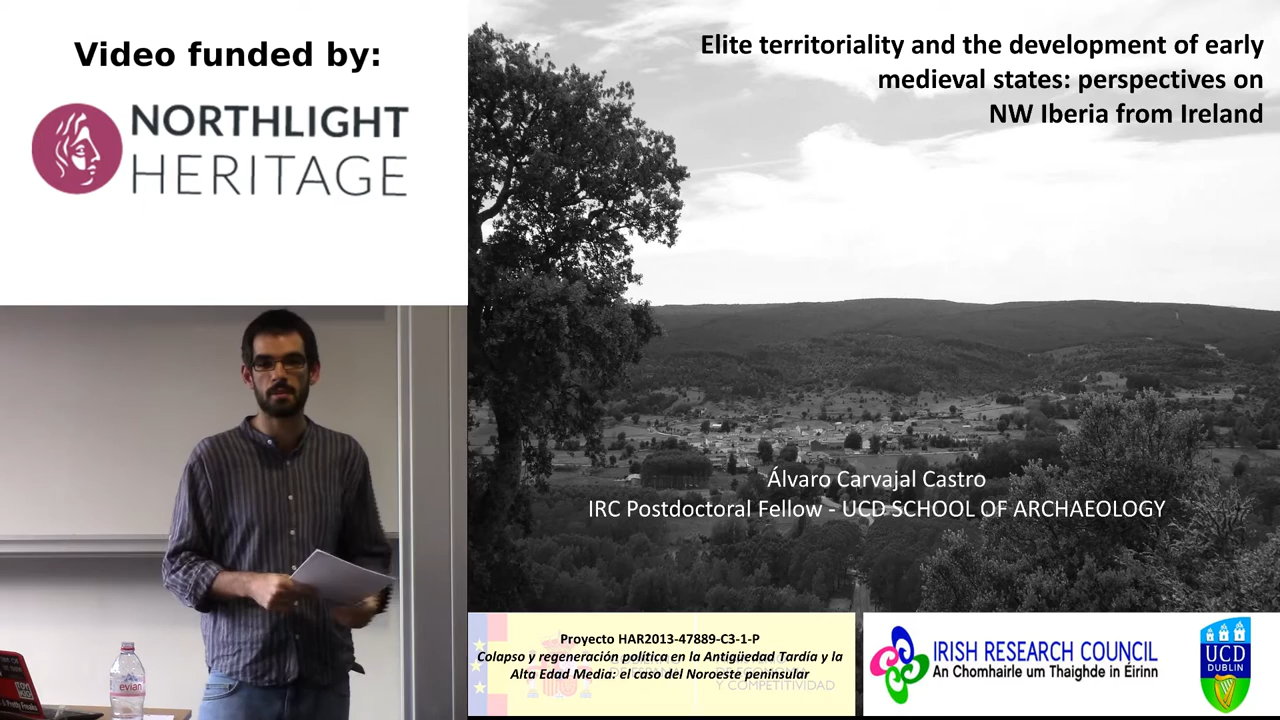 Video funded by:
NORTHLIGHT
HERITAGE
Elite territoriality and the development of early
medieval states: perspectives on
NW Iberia from Ireland
Álvaro Carvajal Castro
IRC Postdoctoral Fellow - UCD SCHOOL OF ARCHAEOLOGY
Proyecto HAR2013-47889-C3-1-P
Colapso y regeneración política en la Antigüedad Tardía y la
Alta Edad Media: el caso del Noroeste peninsular
Y COMPETITIVIDAD
IRISH RESEARCH COUNCIL
An Chomhairle um Thaighde in Éirinn
UCD
DUBLIN
evian